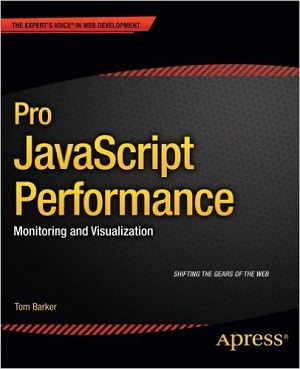 THE EXPERT'S VOICE® IN WEB DEVELOPMENT
Pro
JavaScript
Performance
Monitoring and Visualization
SHIFTING THE GEARS OF THE WEB
Tom Barker
Apress®